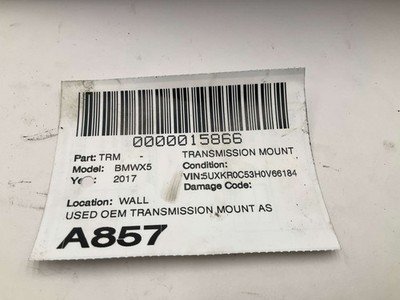 0000015866
Part: TRM - TRANSMISSION MOUNT
Model: BMWX5 Condition:
2017 VIN:5UXKR0C53H0V66184
Damage Code:
Location: WALL
USED OEM TRANSMISSION MOUNT AS
A857